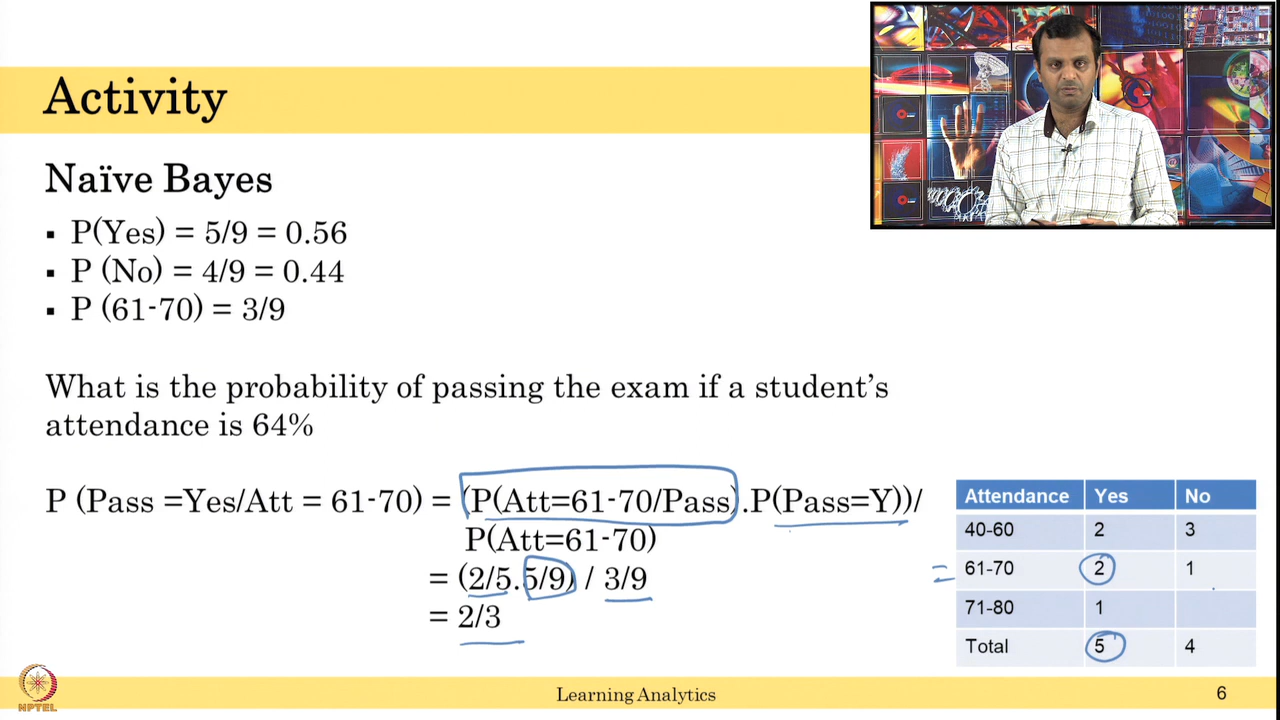 Activity
Naïve Bayes
▪ P(Yes) = 5/9 = 0.56
▪ P (No) = 4/9 = 0.44
▪ P (61-70) = 3/9
What is the probability of passing the exam if a student’s
attendance is 64%
P (Pass =Yes/Att = 61-70) = (P(Att=61-70/Pass).P(Pass=Y))/
P(Att=61-70)
= (2/5.5/9) / 3/9
= 2/3
Attendance Yes No
40-60 2 3
61-70 2 1
71-80 1
Total 5 4
NPTEL
Learning Analytics
6